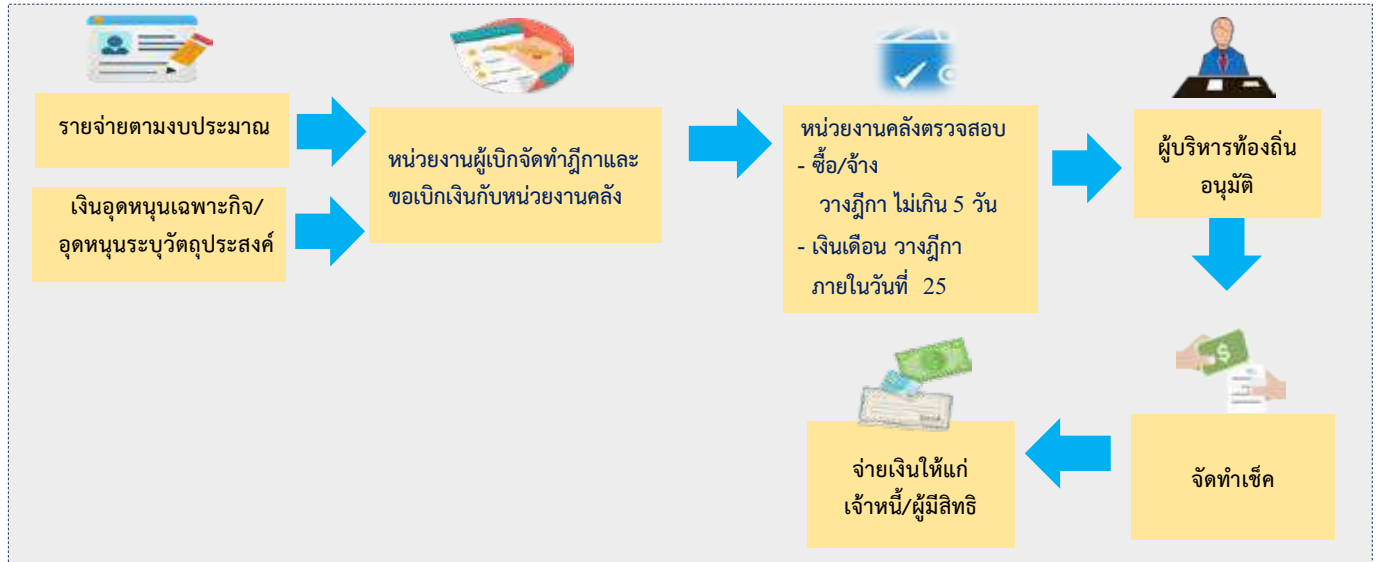 รายจ่ายตามงบประมาณ
เงินอุดหนุนเฉพาะกิจ/
อุดหนุนระบุวัตถุประสงค์
หน่วยงานผู้เบิกจัดทำฎีกาและ
ขอเบิกเงินกับหน่วยงานคลัง
หน่วยงานคลังตรวจสอบ
- ซื้อ/จ้าง
วางฎีกา ไม่เกิน 5 วัน
- เงินเดือน วางฎีกา
ภายในวันที่ 25
ผู้บริหารท้องถิ่น
อนุมัติ
จัดทำเช็ค
จ่ายเงินให้แก่
เจ้าหนี้/ผู้มีสิทธิ